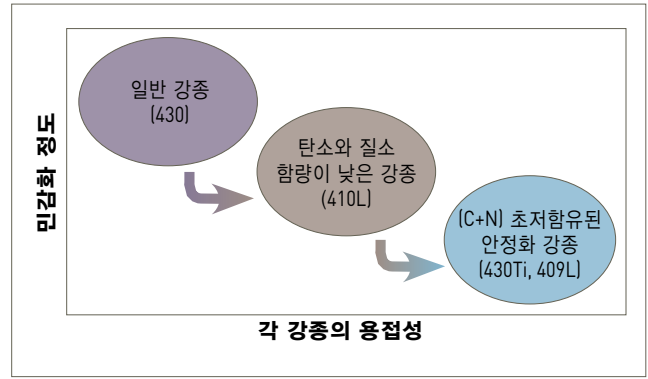 일반 강종
(430)
탄소와 질소
함량이 낮은 강종
(410L)
(C+N) 초저함유된
안정화 강종
(430Ti, 409L)
민감화 정도
각 강종의 용접성